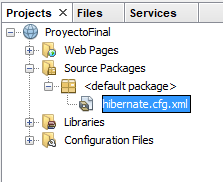 Projects Files Services
ProyectoFinal
Web Pages
Source Packages
<default package>
hibernate.cfg.xml
Libraries
Configuration Files